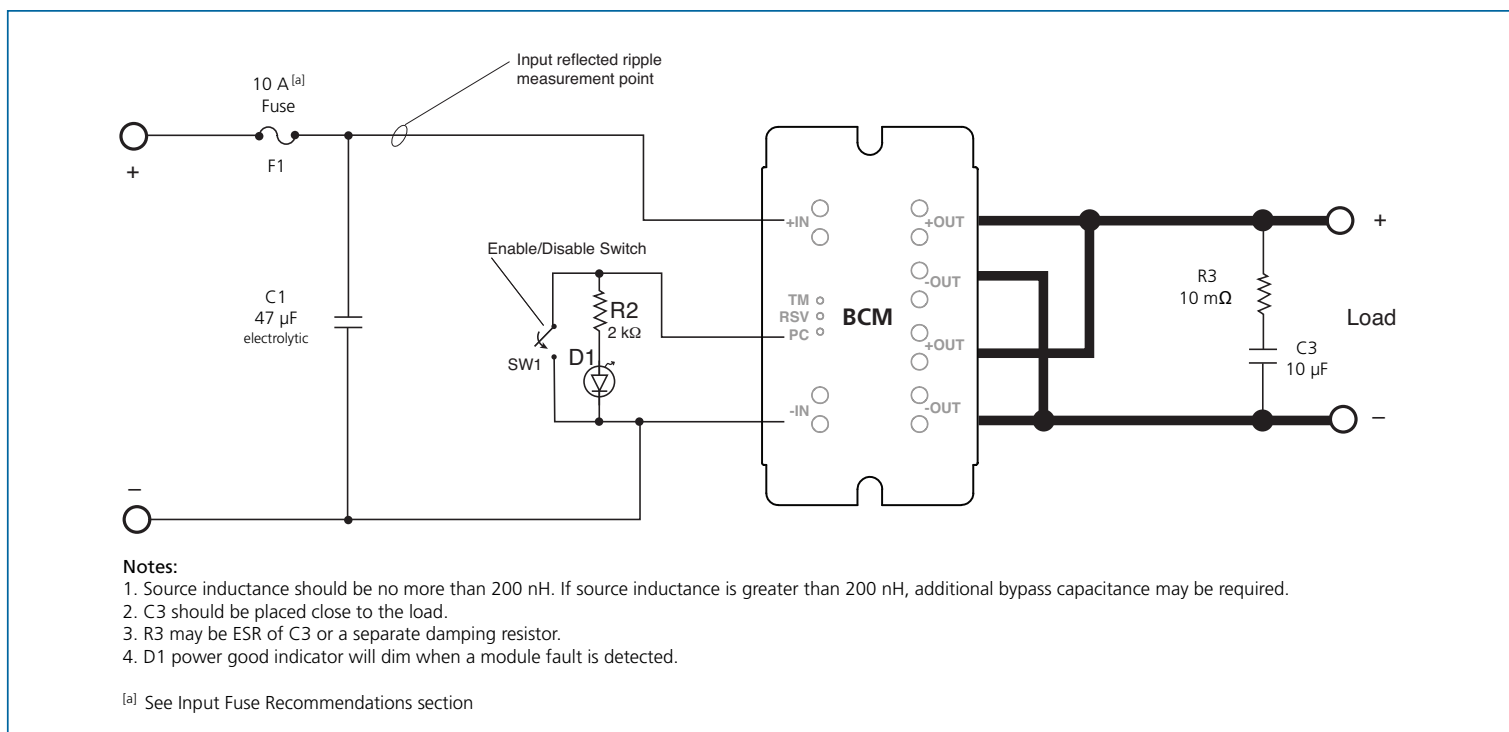 Input reflected ripple
measurement point
10 A[a]
Fuse
F1
+
–
C1
47 µF
electrolytic
Enable/Disable Switch
SW1
R2
2 kΩ
D1
+IN
TM
RSV
PC
-IN
BCM
+OUT
-OUT
+OUT
-OUT
+
R3
10 mΩ
Load
C3
10 µF
–
Notes:
1. Source inductance should be no more than 200 nH. If source inductance is greater than 200 nH, additional bypass capacitance may be required.
2. C3 should be placed close to the load.
3. R3 may be ESR of C3 or a separate damping resistor.
4. D1 power good indicator will dim when a module fault is detected.
[a] See Input Fuse Recommendations section